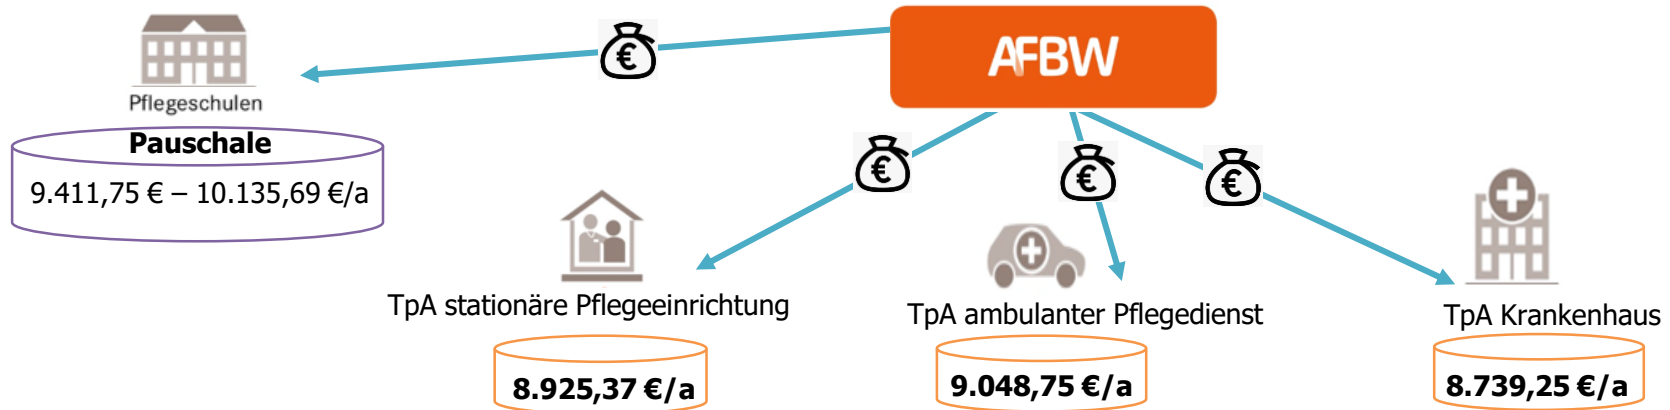 AFBW
Pflegeschulen
Pauschale
9.411,75 € – 10.135,69 €/a
€
€
€
€
TpA stationäre Pflegeeinrichtung
TpA ambulanter Pflegedienst
TpA Krankenhaus
8.925,37 €/a
9.048,75 €/a
8.739,25 €/a